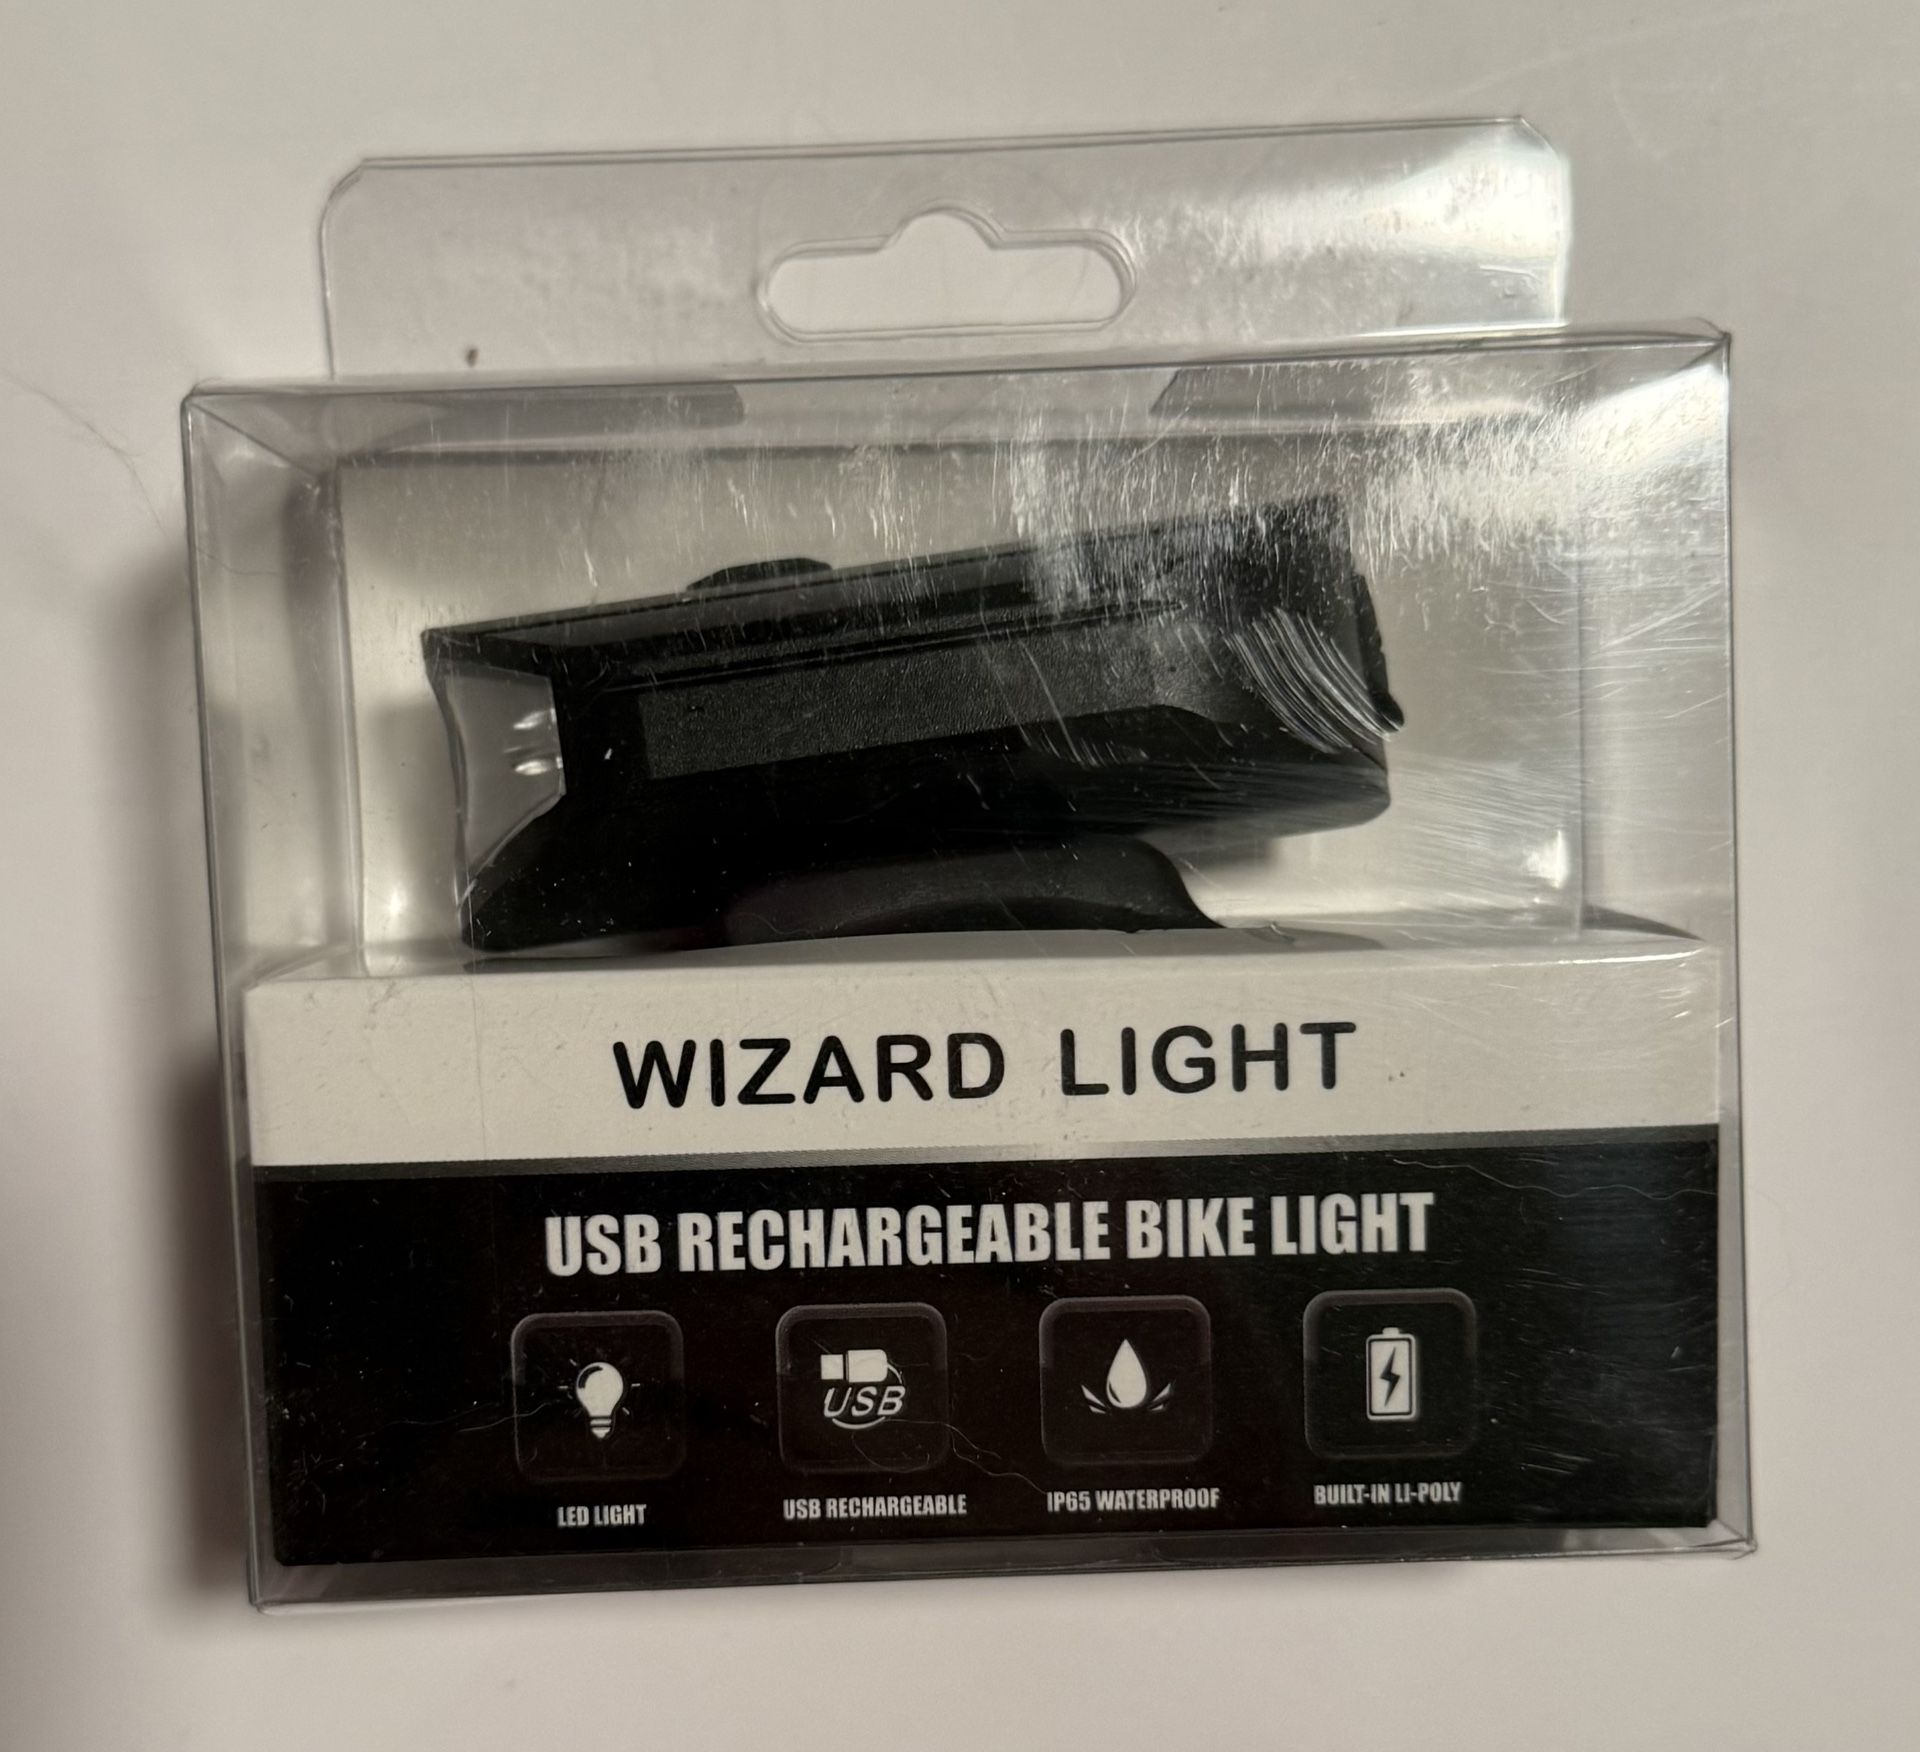 WIZARD LIGHT
USB RECHARGEABLE BIKE LIGHT
USB
LED LIGHT
USB RECHARGEABLE
IP65 WATERPROOF
BUILT-IN LI-POLY